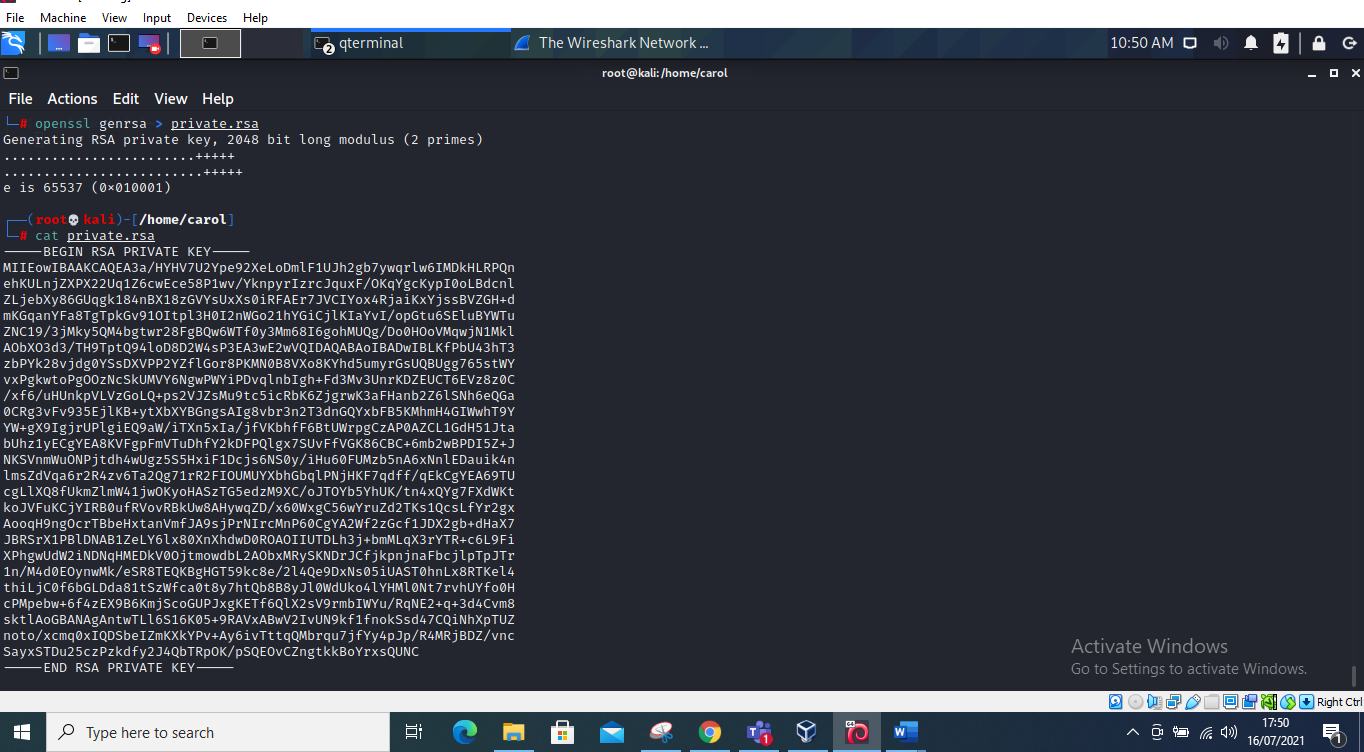 File Machine View Input Devices Help
2 qterminal The Wireshark Network ... 10:50 AM
root@kali: /home/carol
File Actions Edit View Help
# openssl genrsa > private.rsa
Generating RSA private key, 2048 bit long modulus (2 primes)
........................+++++
.........................+++++
e is 65537 (0×010001)
(root💀kali)-[/home/carol]
# cat private.rsa
-----BEGIN RSA PRIVATE KEY-----
MIIEowIBAAKCAQEA3a/HYHV7U2Ype92XeLoDmlF1UJh2gb7ywqrlw6IMDkHLRPQn
ehKULnjZXPX22Uq1Z6cwEce58P1wv/YknpyrIzrcJquxF/OKqYgcKypI0oLBdcnl
ZLjebXy86GUqgk184nBX18zGVYsUxXs0iRFAEr7JVCIYox4RjaiKxYjssBVZGH+d
mKGqanYFa8TgTpkGv91OItpl3H0I2nWGo21hYGiCjlKIaYvI/opGtu6SEluBYWTu
ZNC19/3jMky5QM4bgtwr28FgBQw6WTf0y3Mm68I6gohMUQg/Do0HOoVMqwjN1Mkl
AObXO3d3/TH9TptQ94loD8D2W4sP3EA3wE2wVQIDAQABAoIBADwIBLKfPbU43hT3
zbPYk28vjdg0YSsDXVPP2YZflGor8PKMN0B8VXo8KYhd5umyrGsUQBUgg765stWY
vxPgkwtoPgOOzNcSkUMVY6NgwPWYiPDvqlnbIgh+Fd3Mv3UnrKDZEUCT6EVz8z0C
/xf6/uHUnkpVLVzGoLQ+ps2VJZsMu9tc5icRbK6ZjgrwK3aFHanb2Z6lSNh6eQGa
0CRg3vFv935EjlKB+ytXbXYBGngsAIg8vbr3n2T3dnGQYxbFB5KMhmH4GIWwhT9Y
YW+gX9IgjrUPlgiEQ9aW/iTXn5xIa/jfVKbhfF6BtUWrpgCzAP0AZCL1GdH51Jta
bUhz1yECgYEA8KVFgpFmVTuDhfY2kDFPQlgx7SUvFfVGK86CBC+6mb2wBPDI5Z+J
NKSVnmWuONPjtdh4wUgz5S5HxiF1Dcjs6NS0y/iHu60FUMzb5nA6xNnlEDauik4n
lmsZdVqa6r2R4zv6Ta2Qg71rR2FIOUMUYXbhGbqlPNjHKF7qdff/qEkCgYEA69TU
cgLlXQ8fUkmZlmW41jwOKyoHASzTG5edzM9XC/oJTOYb5YhUK/tn4xQYg7FXdWKt
koJVFuKCjYIRB0ufRVovRBkUw8AHywqZD/x60WxgC56wYruZd2TKs1QcsLfYr2gx
AooqH9ngOcrTBbeHxtanVmfJA9sjPrNIrcMnP60CgYA2Wf2zGcf1JDX2gb+dHaX7
JBRSrX1PBlDNAB1ZeLY6lx80XnXhdwD0ROAOIIUTDLh3j+bmMLqX3rYTR+c6L9Fi
XPhgwUdW2iNDNqHMEDkV0OjtmowdbL2AObxMRySKNDrJCfjkpnjnaFbcjlpTpJTr
1n/M4d0EOynwMk/eSR8TEQKBgHGT59kc8e/2l4Qe9DxNs05iUAST0hnLx8RTKel4
thiLjC0f6bGLDda81tSzWfca0t8y7htQb8B8yJl0WdUko4lYHMl0Nt7rvhUYfo0H
cPMpebw+6f4zEX9B6KmjScoGUPJxgKETf6QlX2sV9rmbIWYu/RqNE2+q+3d4Cvm8
sktlAoGBANAgAntwTLl6S16K05+9RAVxABwV2IvUN9kf1fnokSsd47CQiNhXpTUZ
noto/xcmq0xIQDSbeIZmKXkYPv+Ay6ivTttqQMbrqu7jfYy4pJp/R4MRjBDZ/vnc
SayxSTDu25czPzkdfy2J4QbTRpOK/pSQEOvCZngtkkBoYrxsQUNC
-----END RSA PRIVATE KEY-----
Activate Windows
Go to Settings to activate Windows.
Right Ctrl
Type here to search
17:50
16/07/2021